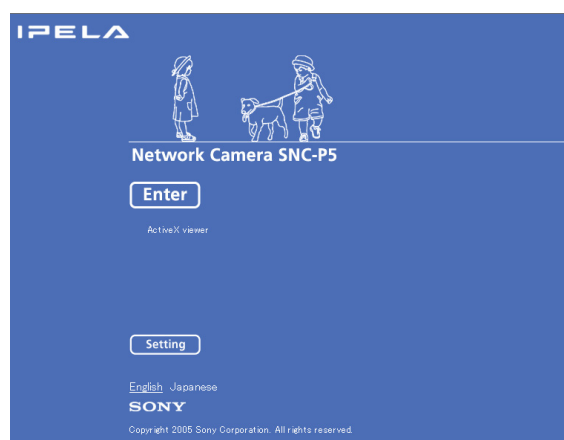 IPELA
Network Camera SNC-P5
Enter
ActiveX viewer
Setting
English Japanese
SONY
Copyright 2005 Sony Corporation. All rights reserved.